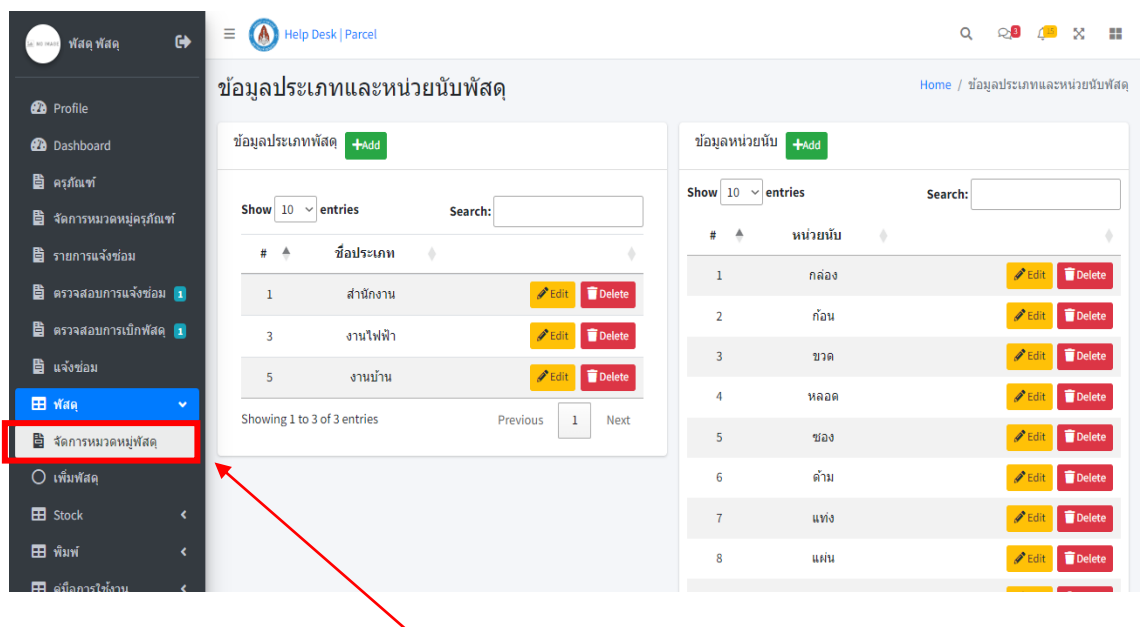 พัสดุ พัสดุ
Profile
Dashboard
ครุภัณฑ์
จัดการหมวดหมู่ครุภัณฑ์
รายการแจ้งซ่อม
ตรวจสอบการแจ้งซ่อม 1
ตรวจสอบการเบิกพัสดุ 1
แจ้งซ่อม
พัสดุ
จัดการหมวดหมู่พัสดุ
เพิ่มพัสดุ
Stock
พิมพ์
คู่มือการใช้งาน
Help Desk | Parcel
3
ข้อมูลประเภทและหน่วยนับพัสดุ
Home / ข้อมูลประเภทและหน่วยนับพัสดุ
ข้อมูลประเภทพัสดุ +Add
Show 10 entries Search:
# ชื่อประเภท
1 สำนักงาน Edit Delete
3 งานไฟฟ้า Edit Delete
5 งานบ้าน Edit Delete
Showing 1 to 3 of 3 entries Previous 1 Next
ข้อมูลหน่วยนับ +Add
Show 10 entries Search:
# หน่วยนับ
1 กล่อง Edit Delete
2 ก้อน Edit Delete
3 ขวด Edit Delete
4 หลอด Edit Delete
5 ซอง Edit Delete
6 ด้าม Edit Delete
7 แท่ง Edit Delete
8 แผ่น Edit Delete